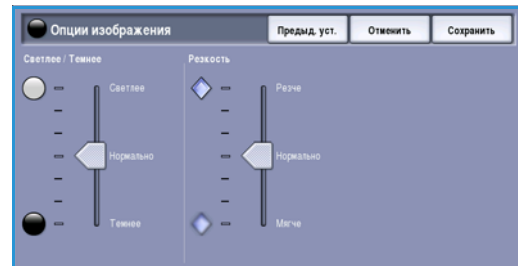 Опции изображения
Предыд. уст.
Отменить
Сохранить
Светлее / Темнее
Резкость
Светлее
Резче
Нормально
Нормально
Темнее
Мягче